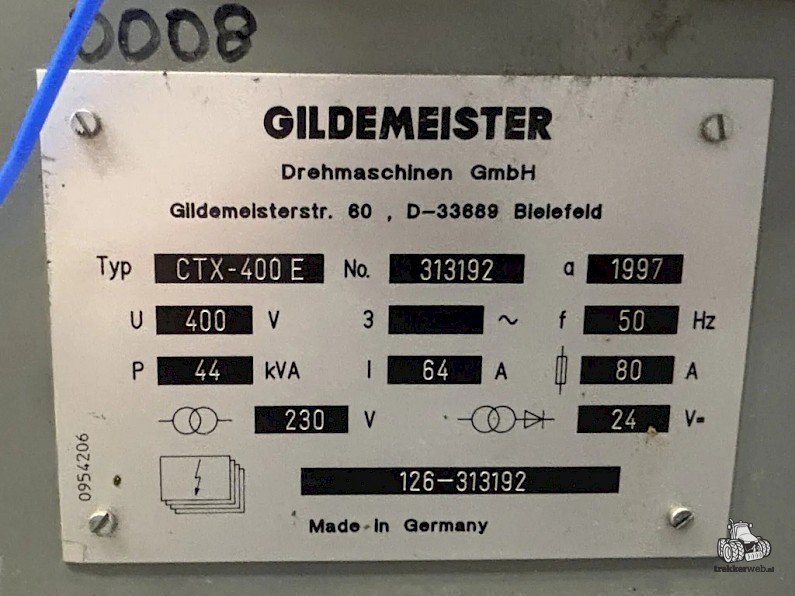 0008
GILDEMEISTER
Drehmaschinen GmbH
Gildemeisterstr. 60 , D-33689 Bielefeld
Typ CTX-400 E No. 313192 a 1997
U 400 V 3 ~ f 50 Hz
P 44 kVA I 64 A 80 A
230 V 24 V=
0954206
126-313192
Made in Germany
trekkerweb.nl